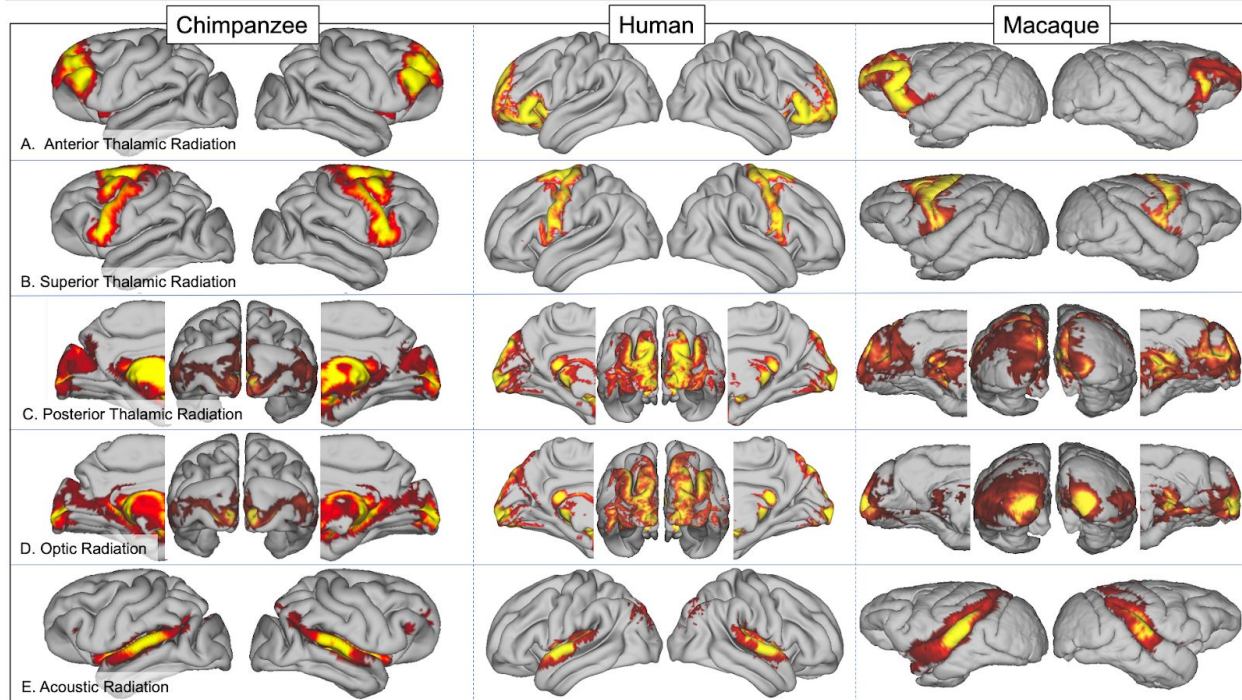 Chimpanzee
Human
Macaque
A. Anterior Thalamic Radiation
B. Superior Thalamic Radiation
C. Posterior Thalamic Radiation
D. Optic Radiation
E. Acoustic Radiation